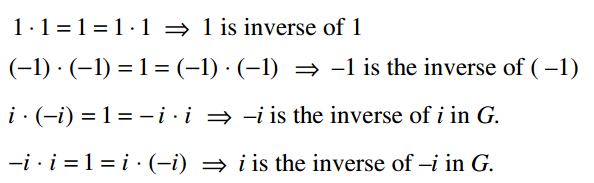 1 · 1 = 1 = 1 · 1 ⇒ 1 is inverse of 1
(–1) · (–1) = 1 = (–1) · (–1) ⇒ –1 is the inverse of ( –1)
i · (–i) = 1 = – i · i ⇒ –i is the inverse of i in G.
–i · i = 1 = i · (–i) ⇒ i is the inverse of –i in G.